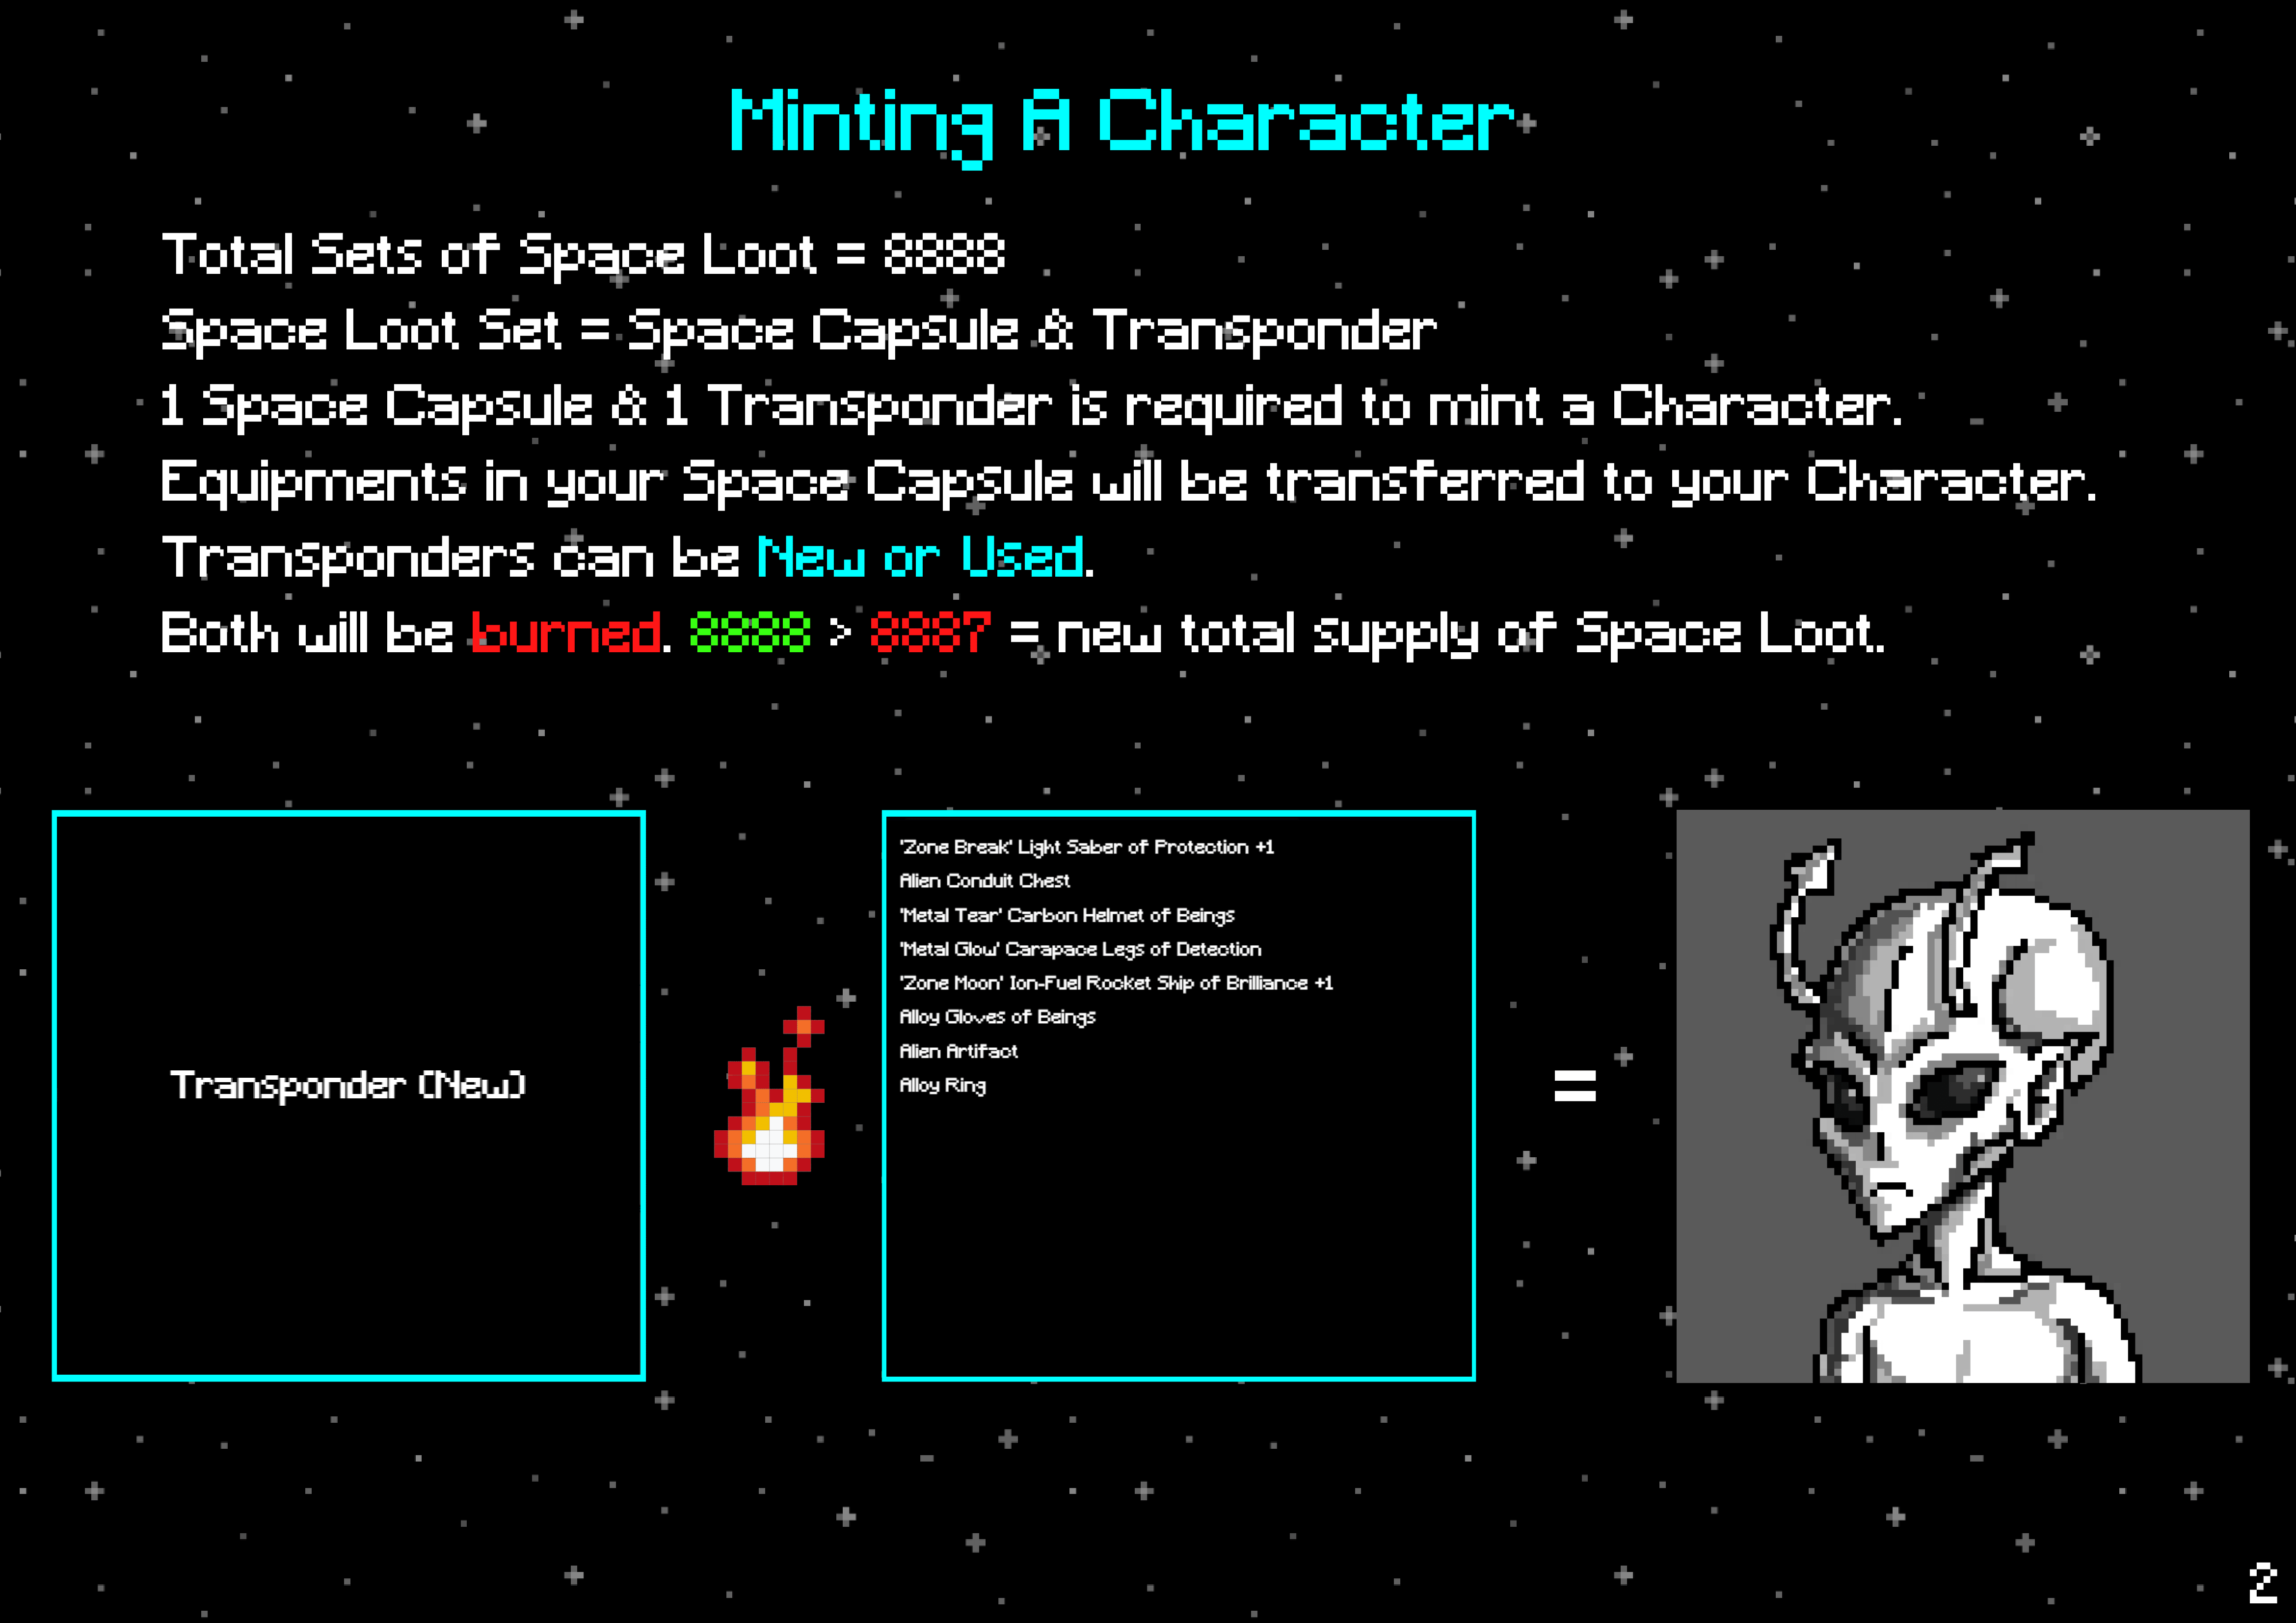 Minting A Character
Total Sets of Space Loot = 8888
Space Loot Set = Space Capsule & Transponder
1 Space Capsule & 1 Transponder is required to mint a Character.
Equipments in your Space Capsule will be transferred to your Character.
Transponders can be New or Used.
Both will be burned. 8888 > 8887 = new total supply of Space Loot.
Transponder (New)
'Zone Break' Light Saber of Protection +1
Alien Conduit Chest
'Metal Tear' Carbon Helmet of Beings
'Metal Glow' Carapace Legs of Detection
'Zone Moon' Ion-Fuel Rocket Ship of Brilliance +1
Alloy Gloves of Beings
Alien Artifact
Alloy Ring
=
2